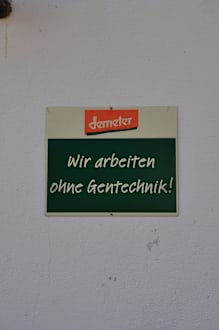 demeter
Wir arbeiten
ohne Gentechnik!